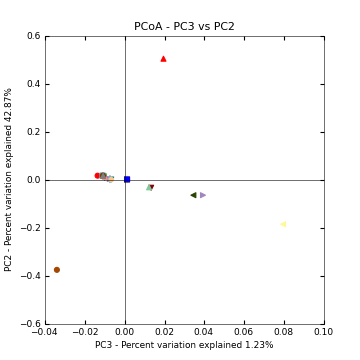 PCoA - PC3 vs PC2
0.6
0.4
0.2
0.0
−0.2
−0.4
−0.6
PC2 - Percent variation explained 42.87%
−0.04 −0.02 0.00 0.02 0.04 0.06 0.08 0.10
PC3 - Percent variation explained 1.23%